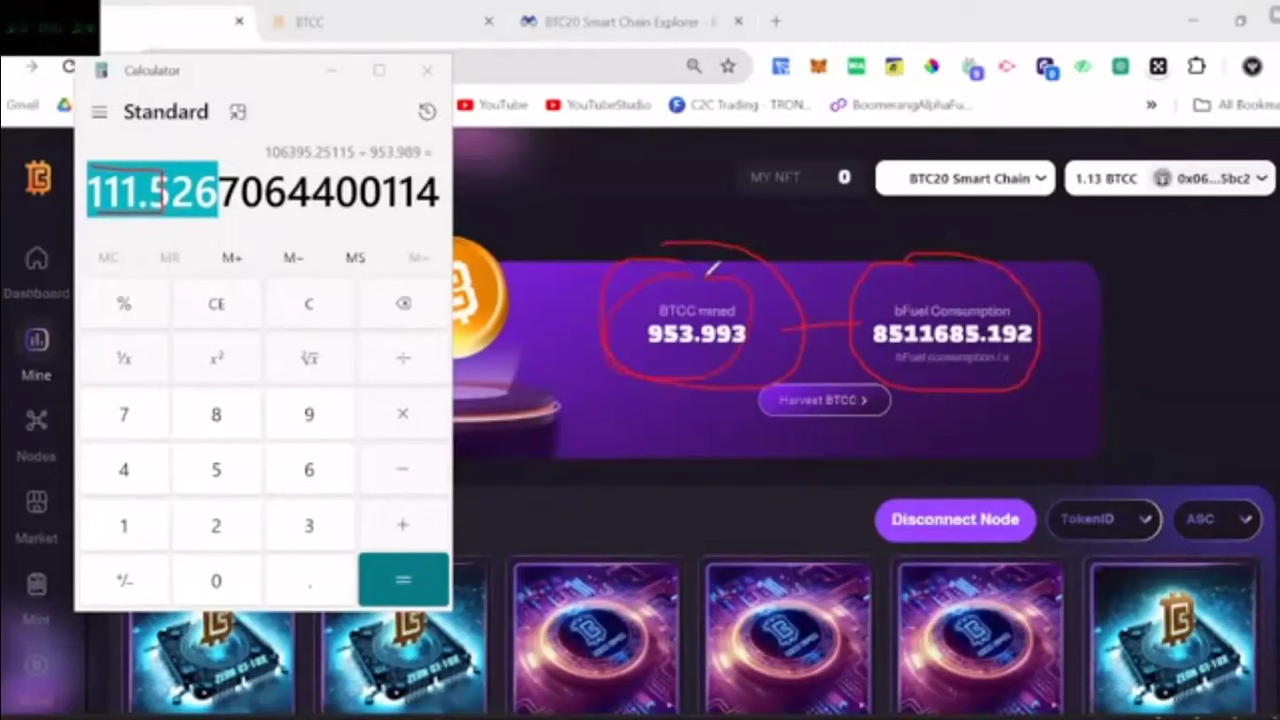 BTCC
BTC20 Smart Chain Explorer
Calculator
Gmail
YouTube
YouTubeStudio
C2C Trading - TRON...
BoomerangAlphaFu...
»
All Bookma
Standard
106395.25115 ÷ 953.989 =
111.5267064400114
MC MR M+ M− MS
% CE C
¹/x x² ²√x ÷
7 8 9 ×
4 5 6 −
1 2 3 +
+/− 0 . =
Dashboard
Mine
Nodes
Market
Mint
MY NFT 0
BTC20 Smart Chain
1.13 BTCC 0x06...5bc2
BTCC mined
953.993
bFuel Consumption
8511685.192
bFuel consumption / s
Harvest BTCC >
Disconnect Node
TokenID
ASC